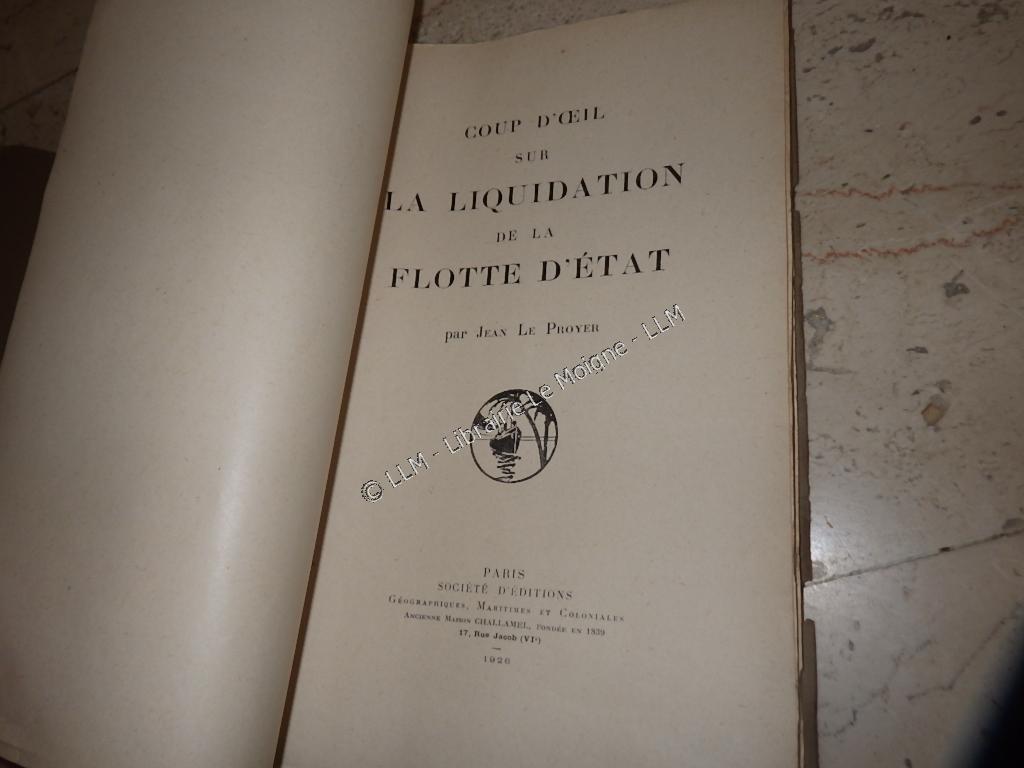 COUP D'ŒIL
SUR
LA LIQUIDATION
DE LA
FLOTTE D'ÉTAT
par JEAN LE PROYER
© LLM - Librairie Le Moigne - LLM
PARIS
SOCIÉTÉ D'ÉDITIONS
GÉOGRAPHIQUES, MARITIMES ET COLONIALES
ANCIENNE MAISON CHALLAMEL, FONDÉE EN 1839
17, Rue Jacob (VIe)
1926